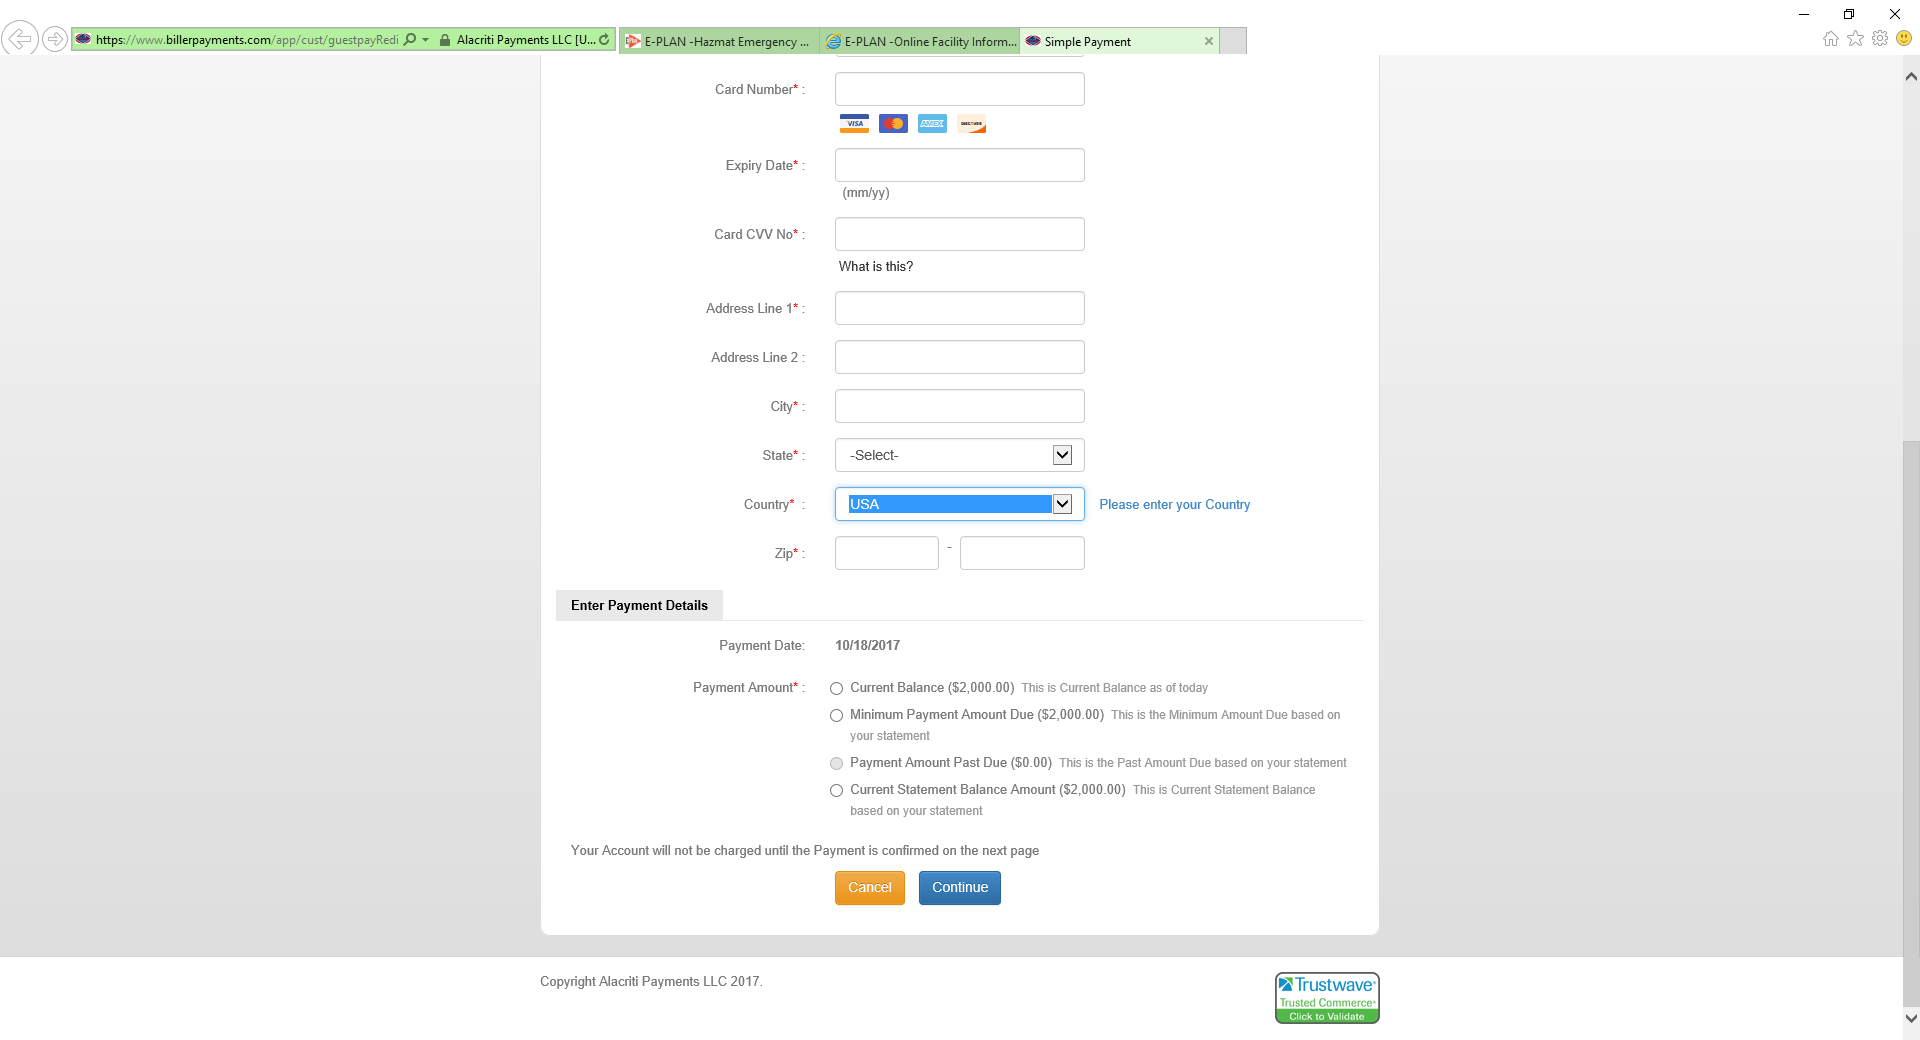 https://www.billerpayments.com/app/cust/guestpayRedi
Alacriti Payments LLC [U...
E-PLAN -Hazmat Emergency ...
E-PLAN -Online Facility Inform...
Simple Payment
Card Number* :
VISA
AMEX
DISCOVER
Expiry Date* :
(mm/yy)
Card CVV No* :
What is this?
Address Line 1* :
Address Line 2 :
City* :
State* :
-Select-
Country* :
USA
Please enter your Country
Zip* :
-
Enter Payment Details
Payment Date:
10/18/2017
Payment Amount* :
Current Balance ($2,000.00) This is Current Balance as of today
Minimum Payment Amount Due ($2,000.00) This is the Minimum Amount Due based on
your statement
Payment Amount Past Due ($0.00) This is the Past Amount Due based on your statement
Current Statement Balance Amount ($2,000.00) This is Current Statement Balance
based on your statement
Your Account will not be charged until the Payment is confirmed on the next page
Cancel
Continue
Copyright Alacriti Payments LLC 2017.
Trustwave®
Trusted Commerce®
Click to Validate